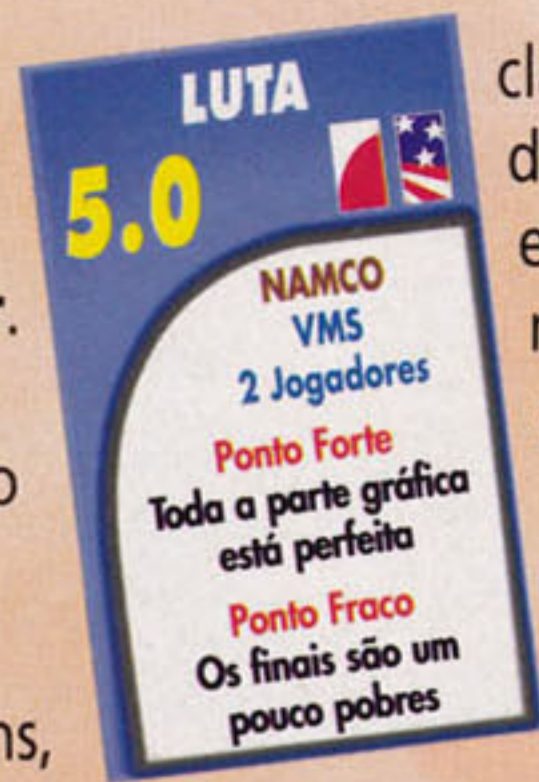 LUTA
5.0
NAMCO
VMS
2 Jogadores
Ponto Forte
Toda a parte gráfica
está perfeita
Ponto Fraco
Os finais são um
pouco pobres